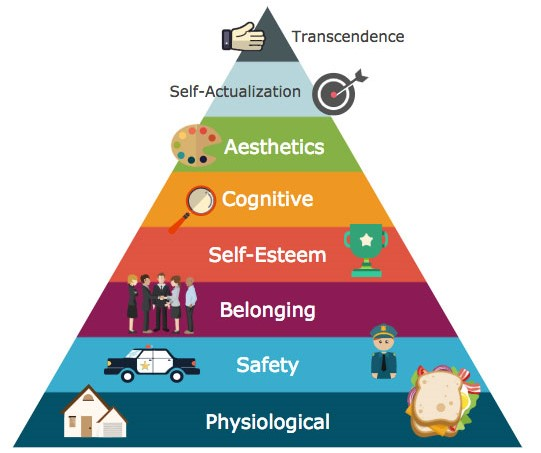 Transcendence
Self-Actualization
Aesthetics
Cognitive
Self-Esteem
Belonging
Safety
Physiological